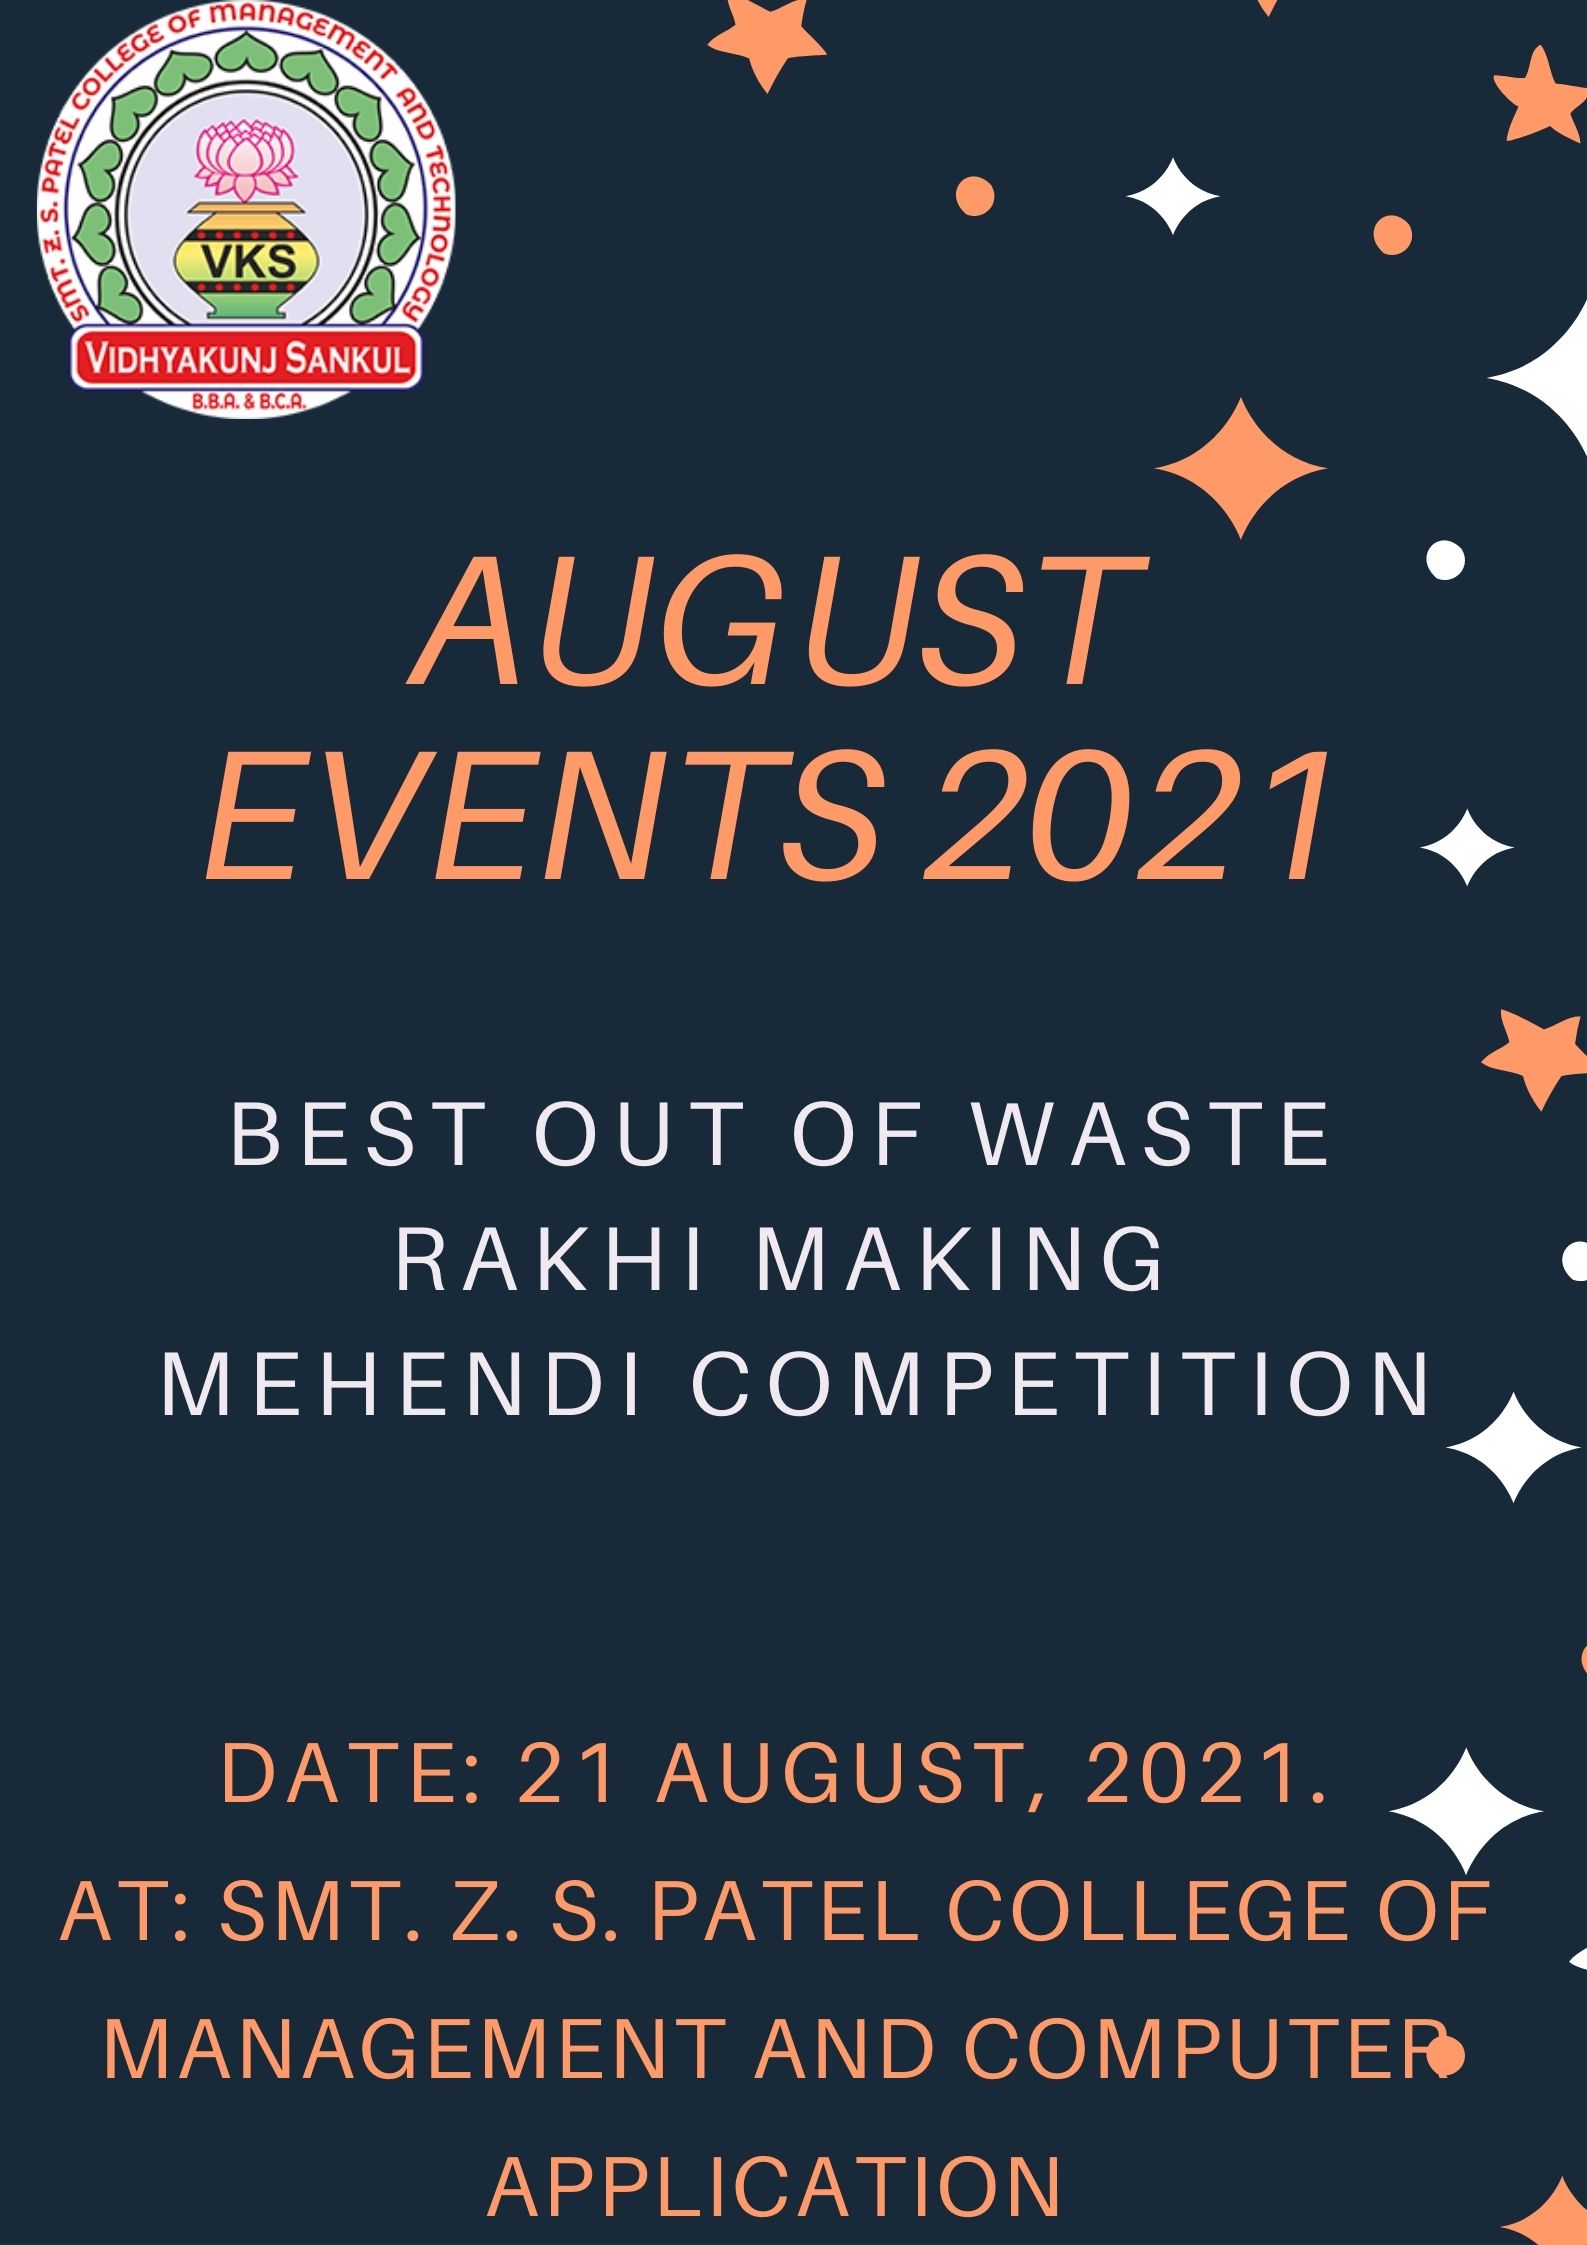 SMT. Z. S. PATEL COLLEGE OF MANAGEMENT AND TECHNOLOGY
VKS
VIDHYAKUNJ SANKUL
B.B.A. & B.C.A.
AUGUST
EVENTS 2021
BEST OUT OF WASTE
RAKHI MAKING
MEHENDI COMPETITION
DATE: 21 AUGUST, 2021.
AT: SMT. Z. S. PATEL COLLEGE OF
MANAGEMENT AND COMPUTER
APPLICATION